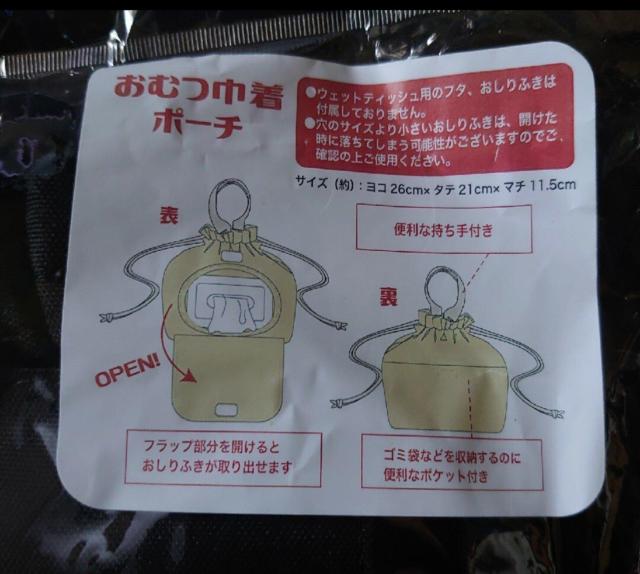 おむつ巾着
ポーチ
●ウェットティッシュ用のフタ、おしりふきは
付属しておりません。
●穴のサイズより小さいおしりふきは、開けた
時に落ちてしまう可能性がございますのでご
確認の上ご使用ください。
サイズ（約）：ヨコ26cm×タテ21cm×マチ11.5cm
表
便利な持ち手付き
裏
OPEN!
フラップ部分を開けると
おしりふきが取り出せます
ゴミ袋などを収納するのに
便利なポケット付き